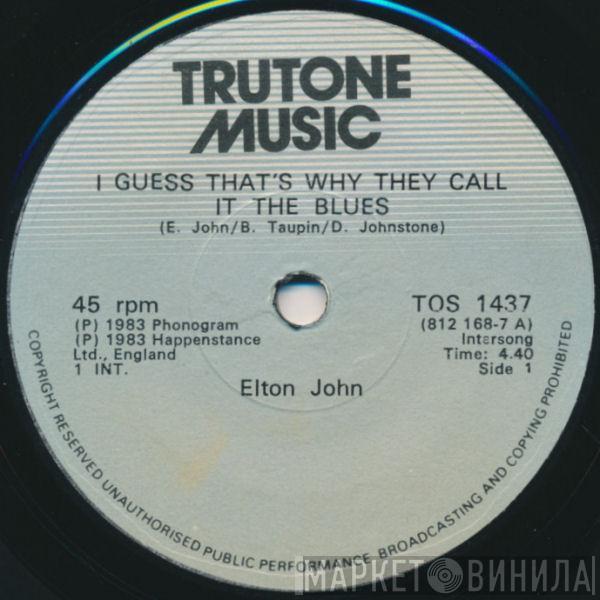 TRUTONE
MUSIC
I GUESS THAT'S WHY THEY CALL
IT THE BLUES
(E. John/B. Taupin/D. Johnstone)
45 rpm
(P) 1983 Phonogram
(P) 1983 Happenstance
Ltd., England
1 INT.
TOS 1437
(812 168-7 A)
Intersong
Time: 4.40
Side 1
Elton John
COPYRIGHT RESERVED UNAUTHORISED PUBLIC PERFORMANCE, BROADCASTING AND COPYING PROHIBITED
МАРКЕТ ВИНИЛА